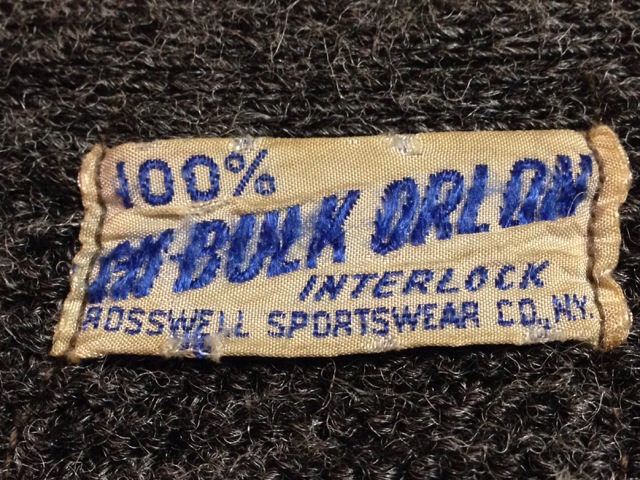 100%
HI-BULK ORLON
INTERLOCK
ROSSWELL SPORTSWEAR CO., N.Y.